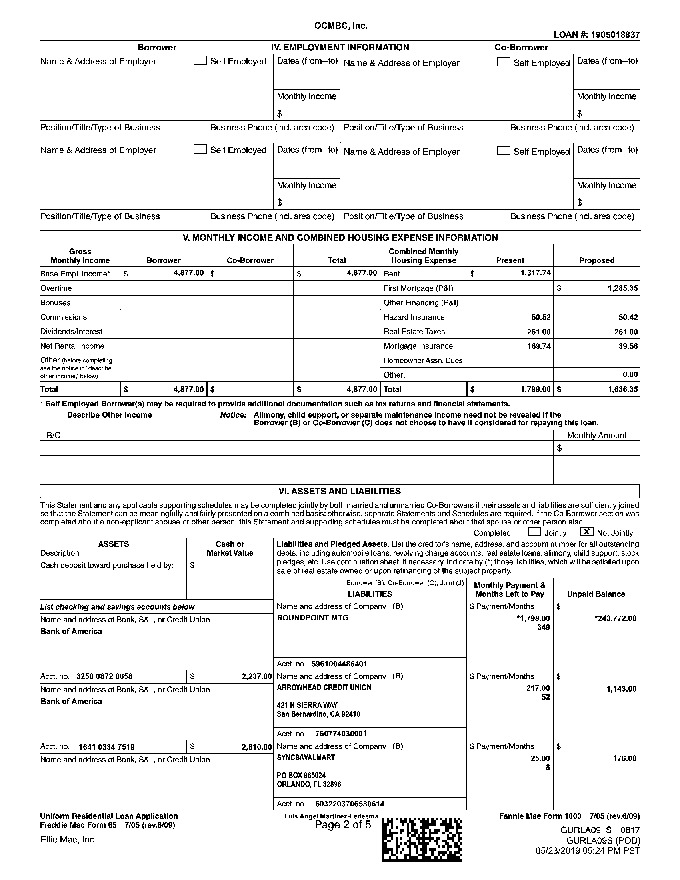 OCMBC, Inc.
LOAN #: 1905018937
Borrower IV. EMPLOYMENT INFORMATION Co-Borrower
Name & Address of Employer Self Employed Dates (from–to) Name & Address of Employer Self Employed Dates (from–to)
Monthly Income Monthly Income
$ $
Position/Title/Type of Business Business Phone (incl. area code) Position/Title/Type of Business Business Phone (incl. area code)
Name & Address of Employer Self Employed Dates (from–to) Name & Address of Employer Self Employed Dates (from–to)
Monthly Income Monthly Income
$ $
Position/Title/Type of Business Business Phone (incl. area code) Position/Title/Type of Business Business Phone (incl. area code)
V. MONTHLY INCOME AND COMBINED HOUSING EXPENSE INFORMATION
Gross Monthly Income Borrower Co-Borrower Total Combined Monthly Housing Expense Present Proposed
Base Empl. Income* $ 4,877.00 $ $ 4,877.00 Rent $ 1,317.74
Overtime First Mortgage (P&I) $ 1,285.35
Bonuses Other Financing (P&I)
Commissions Hazard Insurance 50.52 50.42
Dividends/Interest Real Estate Taxes 261.00 261.00
Net Rental Income Mortgage Insurance 169.74 39.58
Other (before completing, Homeowner Assn. Dues
see the notice in "describe
other income," below) Other: 0.00
Total $ 4,877.00 $ $ 4,877.00 Total $ 1,799.00 $ 1,636.35
* Self Employed Borrower(s) may be required to provide additional documentation such as tax returns and financial statements.
Describe Other Income Notice: Alimony, child support, or separate maintenance income need not be revealed if the
Borrower (B) or Co-Borrower (C) does not choose to have it considered for repaying this loan.
B/C Monthly Amount
$
VI. ASSETS AND LIABILITIES
This Statement and any applicable supporting schedules may be completed jointly by both married and unmarried Co-Borrowers if their assets and liabilities are sufficiently joined
so that the Statement can be meaningfully and fairly presented on a combined basis; otherwise, separate Statements and Schedules are required. If the Co-Borrower section was
completed about a non-applicant spouse or other person, this Statement and supporting schedules must be completed about that spouse or other person also.
Completed Jointly X Not Jointly
ASSETS Cash or Market Value
Description
Cash deposit toward purchase held by: $
Liabilities and Pledged Assets. List the creditor's name, address, and account number for all outstanding
debts, including automobile loans, revolving charge accounts, real estate loans, alimony, child support, stock
pledges, etc. Use continuation sheet, if necessary. Indicate by (*) those liabilities, which will be satisfied upon
sale of real estate owned or upon refinancing of the subject property.
Borrower (B), Co-Borrower (C), Joint (J)
LIABILITIES Monthly Payment & Months Left to Pay Unpaid Balance
List checking and savings accounts below
Name and address of Company (B) $ Payment/Months $
Name and address of Bank, S&L, or Credit Union
ROUNDPOINT MTG *1,799.00 *243,772.00
349
Bank of America
Acct. no. 5961004486401
Acct. no. 3250 0872 0058 $ 2,237.00 Name and address of Company (B) $ Payment/Months $
Name and address of Bank, S&L, or Credit Union ARROWHEAD CREDIT UNION 217.00 1,143.00
52
Bank of America
421 N SIERRA WAY
San Bernardino, CA 92410
Acct. no. 760774030001
Acct. no. 1641 0334 7519 $ 2,610.00 Name and address of Company (B) $ Payment/Months $
Name and address of Bank, S&L, or Credit Union SYNCB/WALMART 25.00 176.00
8
PO BOX 965024
ORLANDO, FL 32896
Acct. no. 6032203706580614
Uniform Residential Loan Application Luis Angel Fannie Mae Form 1003 7/05 (rev.6/09)
Freddie Mac Form 65 7/05 (rev.6/09) Page 2 of 5
Ellie Mae, Inc. GURLA09_S 0817
GURLA09S (POD)
05/23/2019 05:24 PM PST